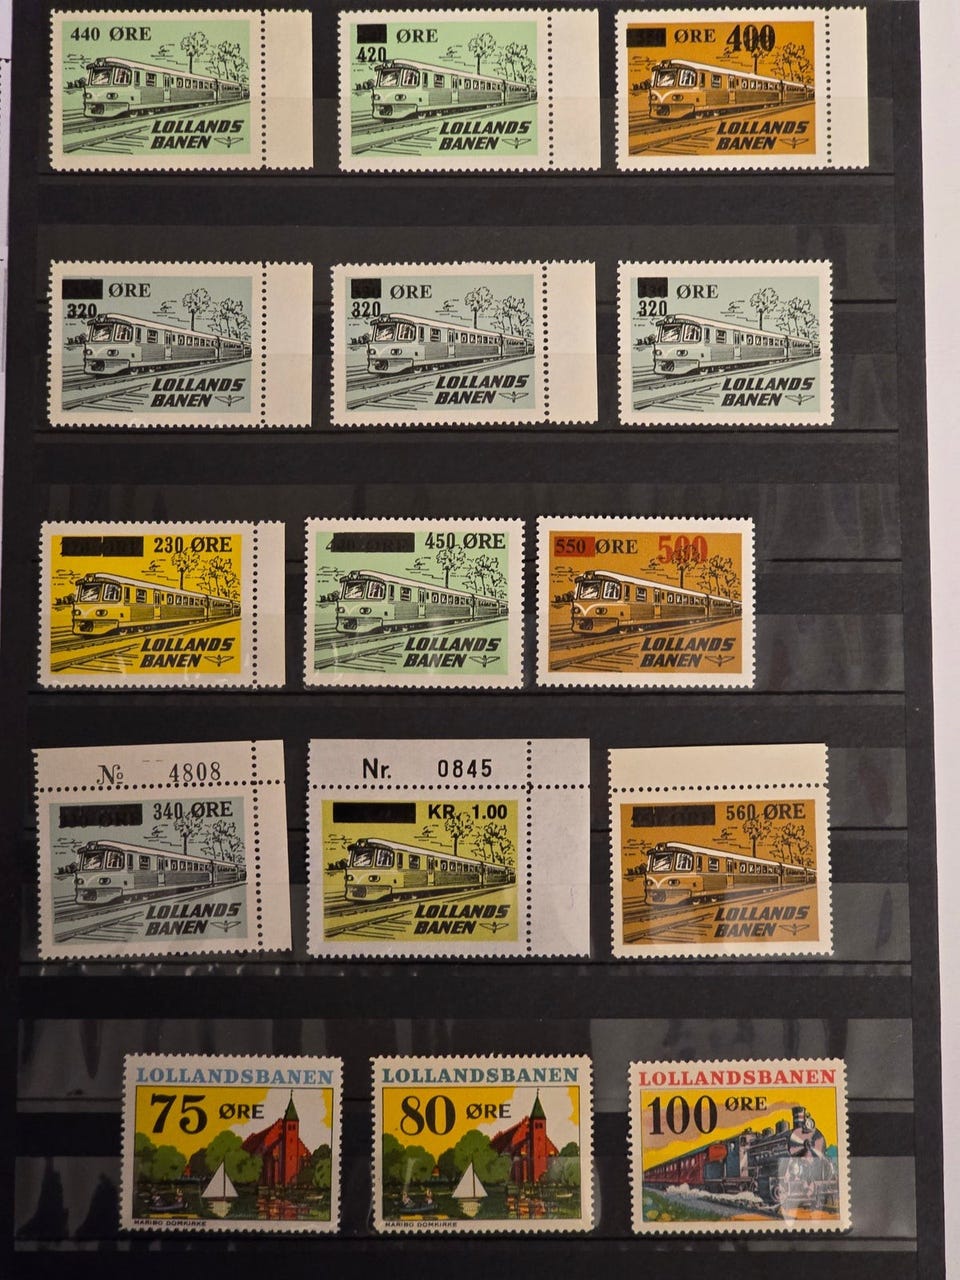 440 ØRE
LOLLANDS
BANEN
ØRE
420
LOLLANDS
BANEN
ØRE 400
LOLLANDS
BANEN
ØRE
320
LOLLANDS
BANEN
ØRE
320
LOLLANDS
BANEN
ØRE
320
LOLLANDS
BANEN
230 ØRE
LOLLANDS
BANEN
450 ØRE
LOLLANDS
BANEN
550 ØRE 500
LOLLANDS
BANEN
№ 4808
340 ØRE
LOLLANDS
BANEN
Nr. 0845
KR. 1.00
LOLLANDS
BANEN
560 ØRE
LOLLANDS
BANEN
LOLLANDSBANEN
75 ØRE
MARIBO DOMKIRKE
LOLLANDSBANEN
80 ØRE
MARIBO DOMKIRKE
LOLLANDSBANEN
100 ØRE